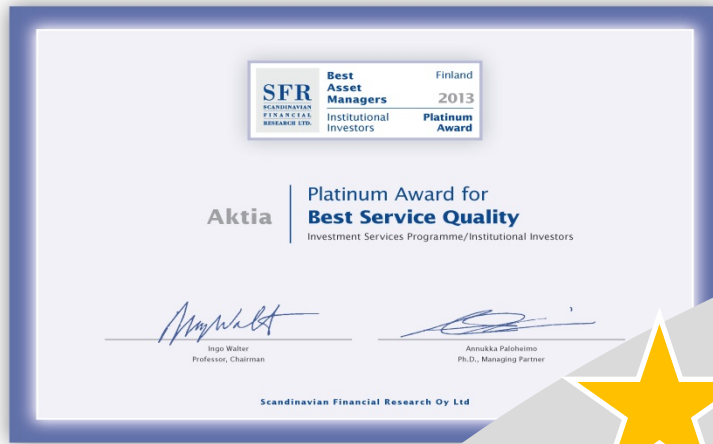 SFR
SCANDINAVIAN
FINANCIAL
RESEARCH LTD.
Best
Asset
Managers
Institutional
Investors
Finland
2013
Platinum
Award
Aktia
Platinum Award for
Best Service Quality
Investment Services Programme/Institutional Investors
Ingo Walter
Professor, Chairman
Annukka Paloheimo
Ph.D., Managing Partner
Scandinavian Financial Research Oy Ltd